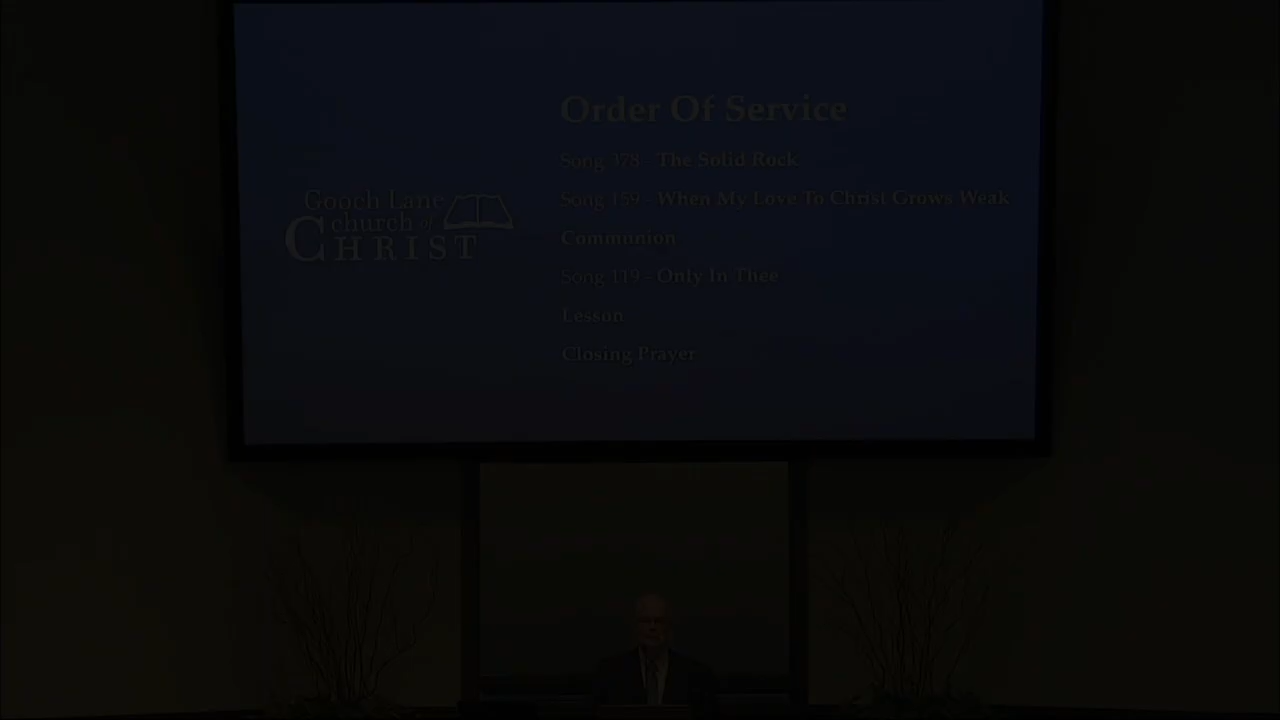 Gooch Lane
church of
CHRIST
Order Of Service
Song 378 - The Solid Rock
Song 159 - When My Love To Christ Grows Weak
Communion
Song 119 - Only In Thee
Lesson
Closing Prayer